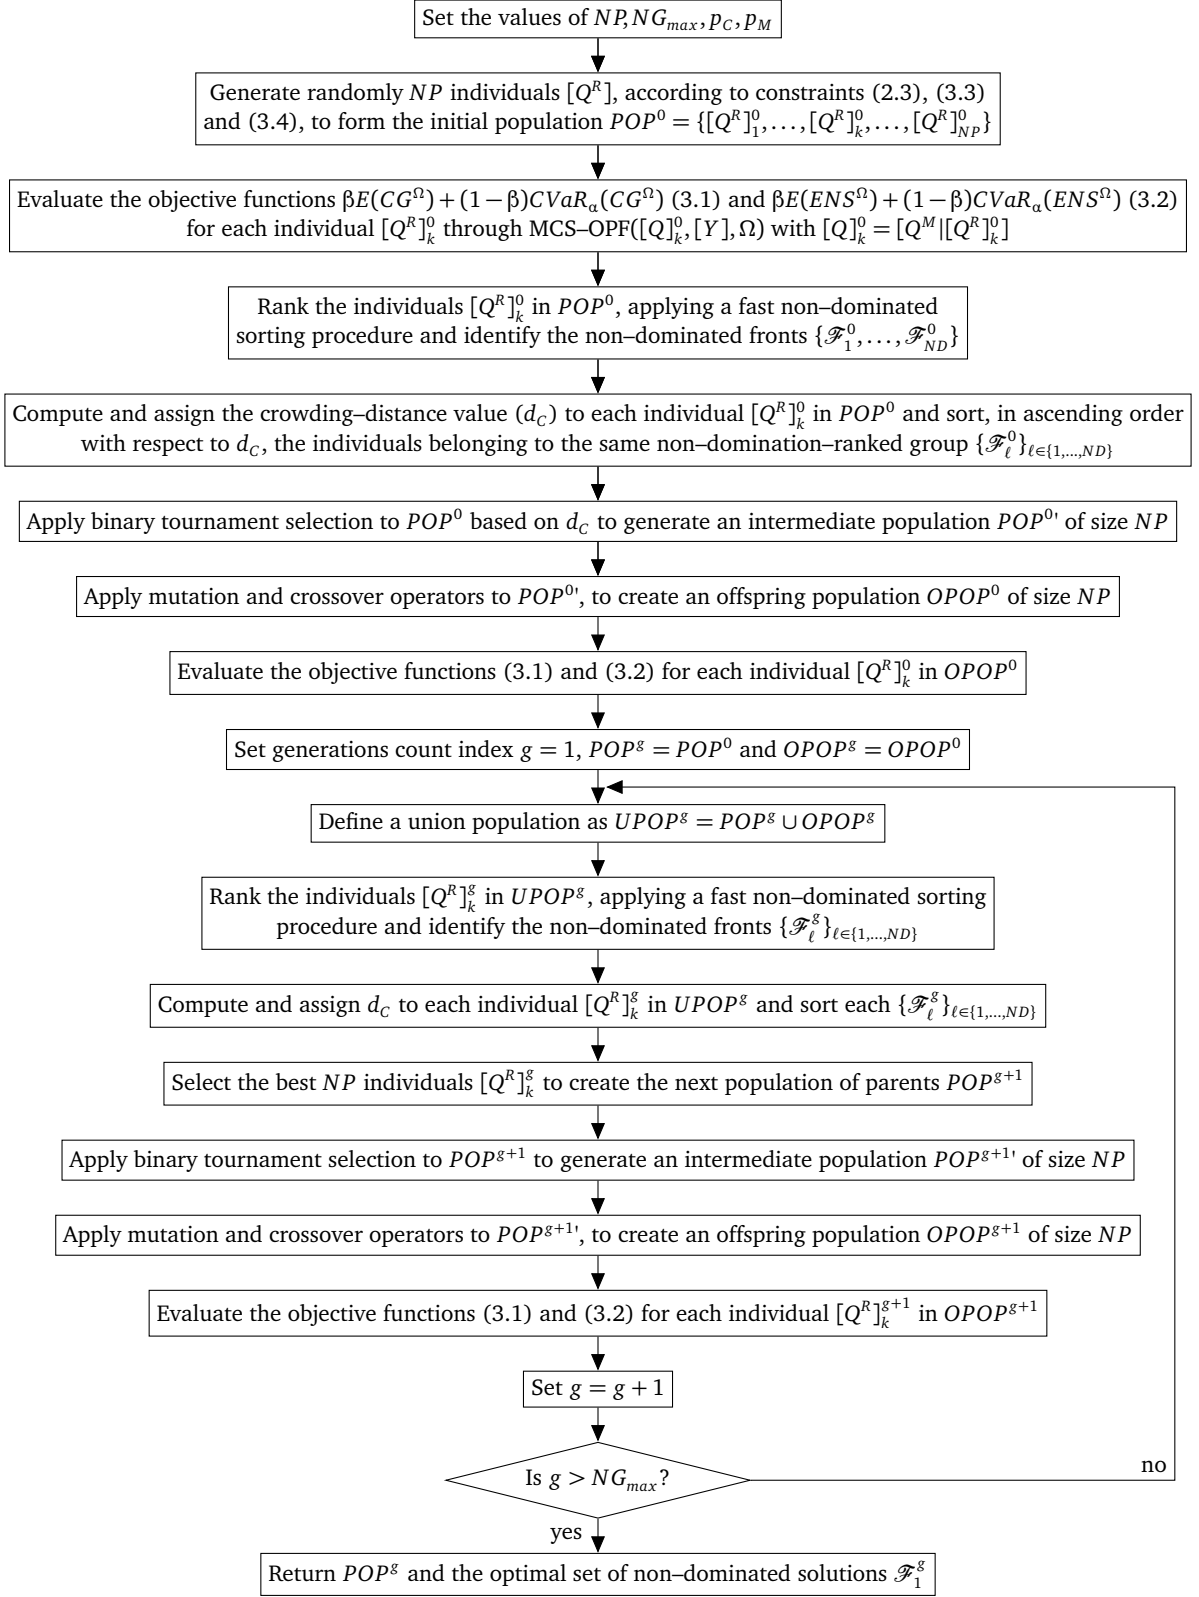 Set the values of NP, NG_max, p_C, p_M
Generate randomly NP individuals [Q^R], according to constraints (2.3), (3.3)
and (3.4), to form the initial population POP^0 = {[Q^R]_1^0,…,[Q^R]_k^0,…,[Q^R]_NP^0}
Evaluate the objective functions βE(CG^Ω)+(1−β)CVaR_α(CG^Ω) (3.1) and βE(ENS^Ω)+(1−β)CVaR_α(ENS^Ω) (3.2)
for each individual [Q^R]_k^0 through MCS–OPF([Q]_k^0,[Y],Ω) with [Q]_k^0 = [Q^M|[Q^R]_k^0]
Rank the individuals [Q^R]_k^0 in POP^0, applying a fast non–dominated
sorting procedure and identify the non–dominated fronts {ℱ_1^0,…,ℱ_ND^0}
Compute and assign the crowding–distance value (d_C) to each individual [Q^R]_k^0 in POP^0 and sort, in ascending order
with respect to d_C, the individuals belonging to the same non–domination–ranked group {ℱ_ℓ^0}_ℓ∈{1,…,ND}
Apply binary tournament selection to POP^0 based on d_C to generate an intermediate population POP^0' of size NP
Apply mutation and crossover operators to POP^0', to create an offspring population OPOP^0 of size NP
Evaluate the objective functions (3.1) and (3.2) for each individual [Q^R]_k^0 in OPOP^0
Set generations count index g = 1, POP^g = POP^0 and OPOP^g = OPOP^0
Define a union population as UPOP^g = POP^g ∪ OPOP^g
Rank the individuals [Q^R]_k^g in UPOP^g, applying a fast non–dominated sorting
procedure and identify the non–dominated fronts {ℱ_ℓ^g}_ℓ∈{1,…,ND}
Compute and assign d_C to each individual [Q^R]_k^g in UPOP^g and sort each {ℱ_ℓ^g}_ℓ∈{1,…,ND}
Select the best NP individuals [Q^R]_k^g to create the next population of parents POP^g+1
Apply binary tournament selection to POP^g+1 to generate an intermediate population POP^g+1' of size NP
Apply mutation and crossover operators to POP^g+1', to create an offspring population OPOP^g+1 of size NP
Evaluate the objective functions (3.1) and (3.2) for each individual [Q^R]_k^g+1 in OPOP^g+1
Set g = g + 1
Is g > NG_max?
no
yes
Return POP^g and the optimal set of non–dominated solutions ℱ_1^g